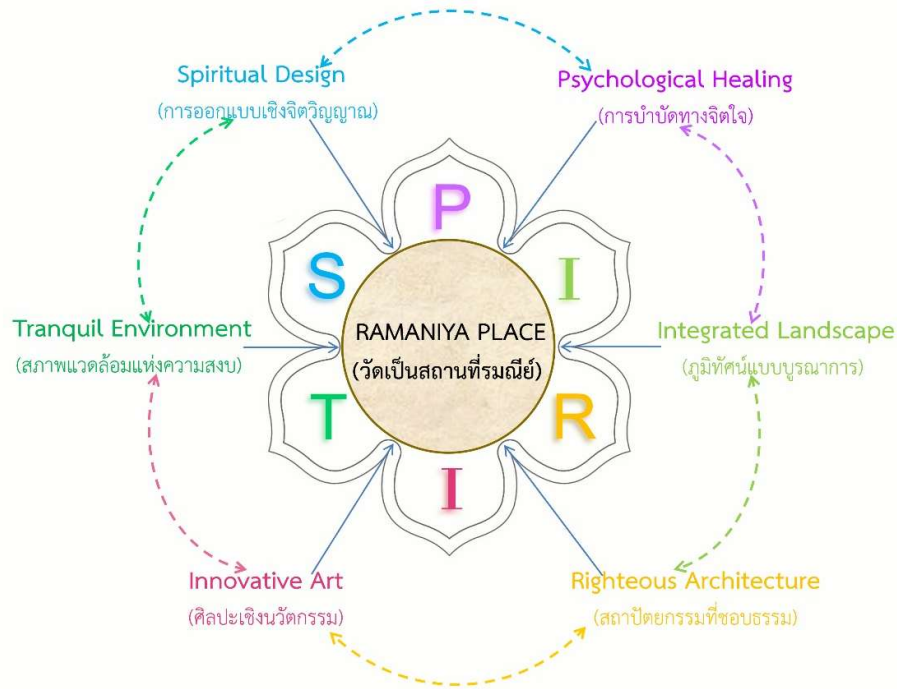 Spiritual Design
(การออกแบบเชิงจิตวิญญาณ)
Psychological Healing
(การบำบัดทางจิตใจ)
P
S
I
Tranquil Environment
(สภาพแวดล้อมแห่งความสงบ)
RAMANIYA PLACE
(วัดเป็นสถานที่รมณีย์)
Integrated Landscape
(ภูมิทัศน์แบบบูรณาการ)
T
R
I
Innovative Art
(ศิลปะเชิงนวัตกรรม)
Righteous Architecture
(สถาปัตยกรรมที่ชอบธรรม)